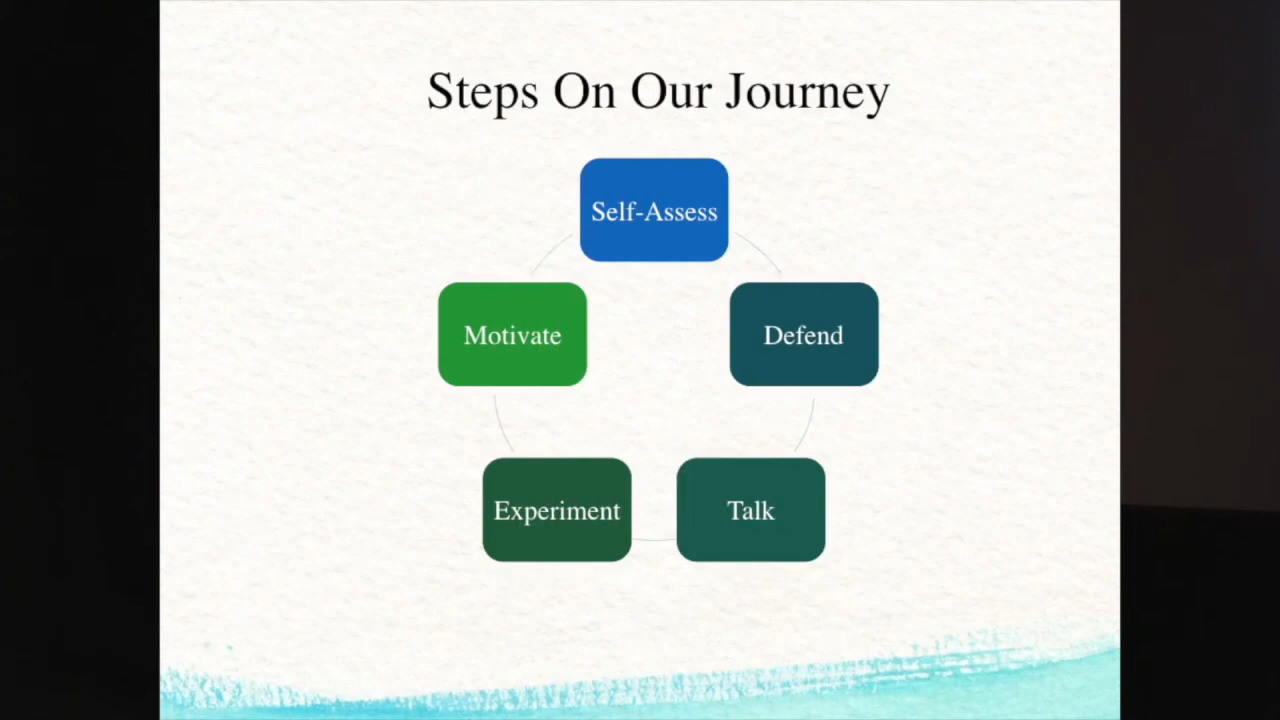 Steps On Our Journey
Self-Assess
Motivate
Defend
Experiment
Talk